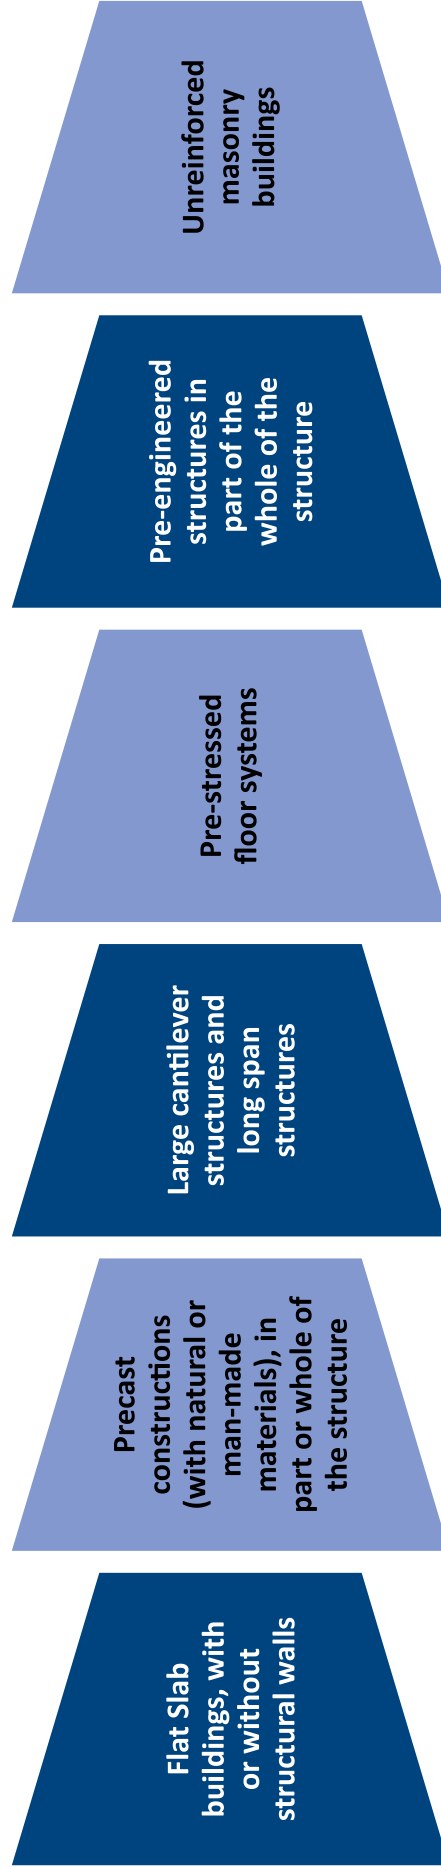 Flat Slab
buildings, with
or without
structural walls
Precast
constructions
(with natural or
man-made
materials), in
part or whole of
the structure
Large cantilever
structures and
long span
structures
Pre-stressed
floor systems
Pre-engineered
structures in
part of the
whole of the
structure
Unreinforced
masonry
buildings